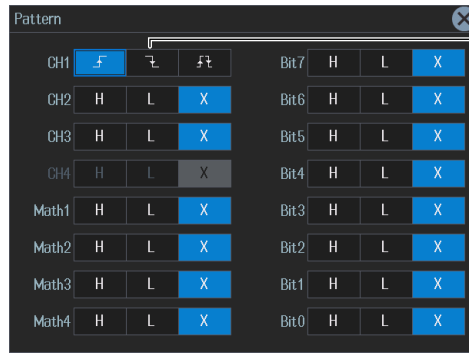 Pattern
CH1 Bit7 H L X
CH2 H L X Bit6 H L X
CH3 H L X Bit5 H L X
CH4 H L X Bit4 H L X
Math1 H L X Bit3 H L X
Math2 H L X Bit2 H L X
Math3 H L X Bit1 H L X
Math4 H L X Bit0 H L X